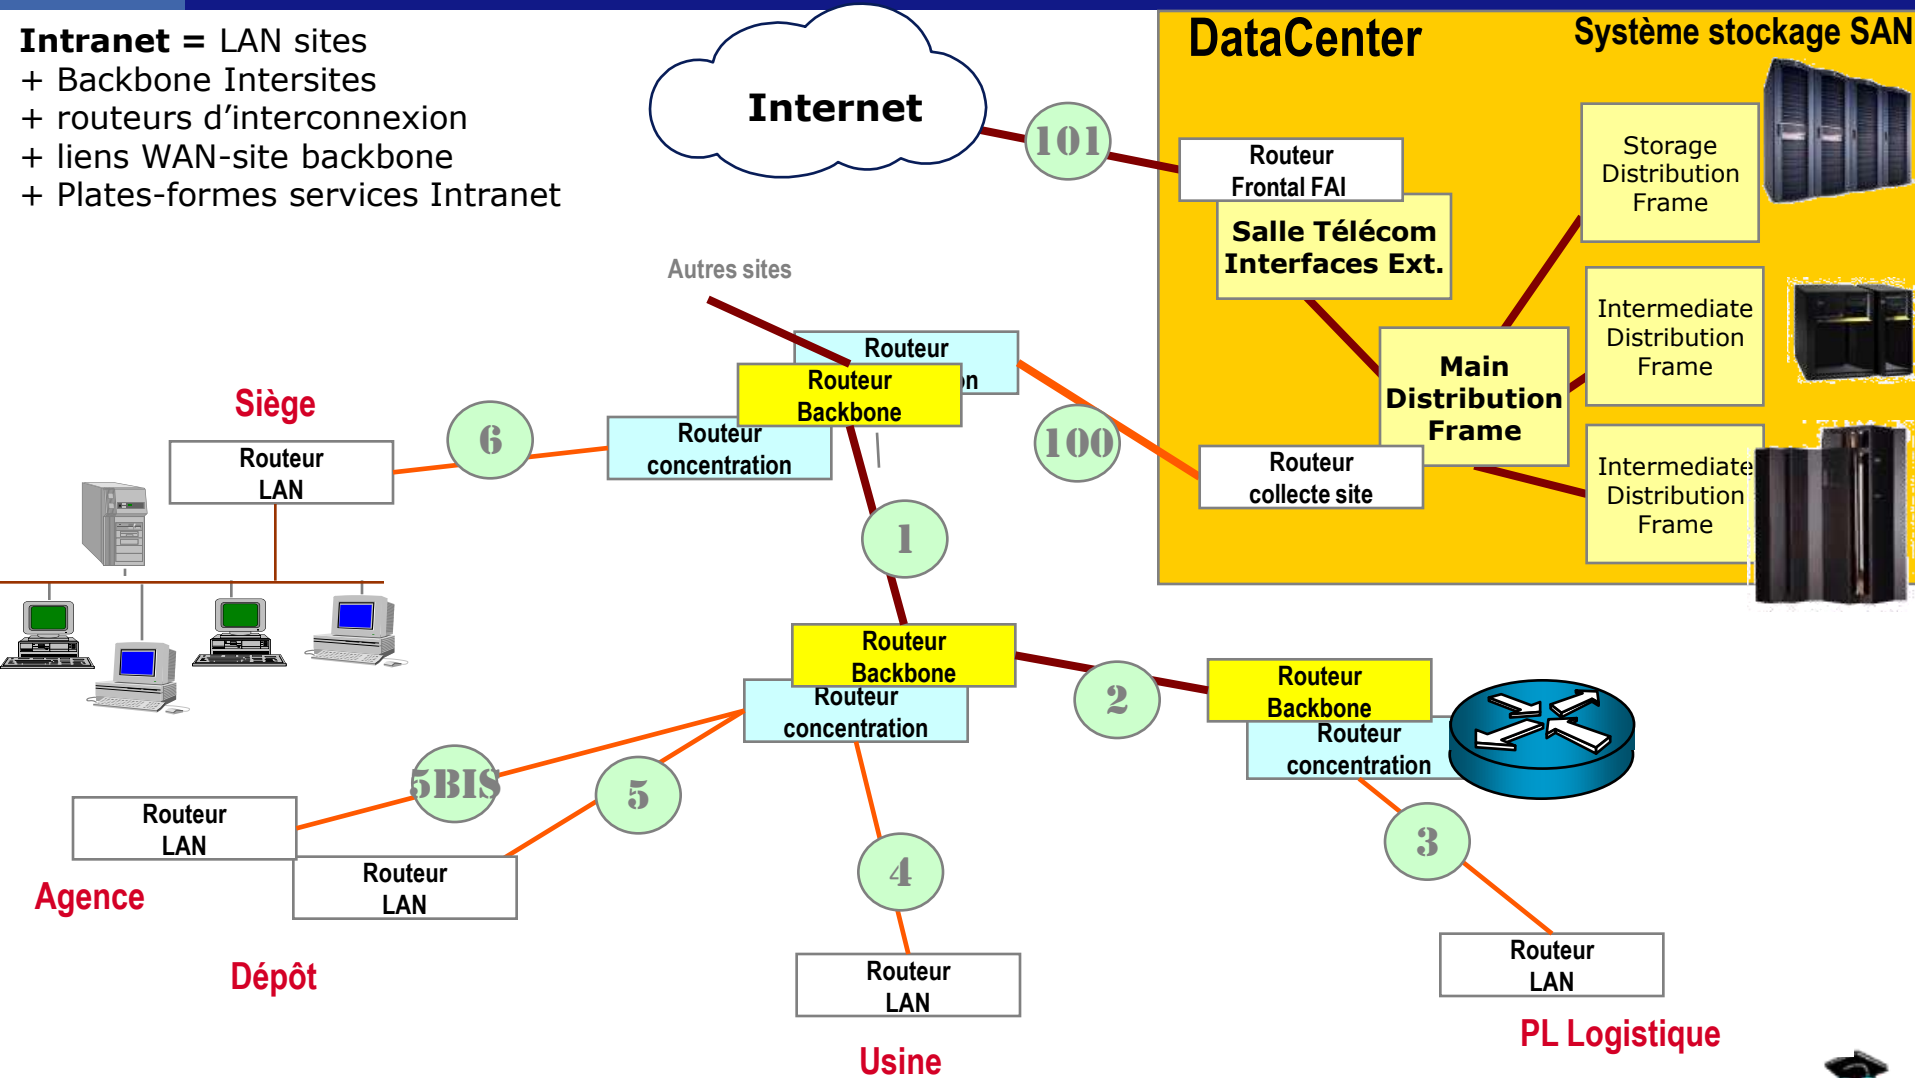 Intranet = LAN sites
+ Backbone Intersites
+ routeurs d’interconnexion
+ liens WAN-site backbone
+ Plates-formes services Intranet
Internet
101
DataCenter
Système stockage SAN
Routeur
Frontal FAI
Salle Télécom
Interfaces Ext.
Storage
Distribution
Frame
Intermediate
Distribution
Frame
Main
Distribution
Frame
Intermediate
Distribution
Frame
Routeur
collecte site
100
Autres sites
Routeur
n
Routeur
Backbone
Routeur
concentration
6
Siège
Routeur
LAN
1
Routeur
Backbone
Routeur
concentration
2
Routeur
Backbone
Routeur
concentration
5BIS
5
4
3
Routeur
LAN
Agence
Routeur
LAN
Dépôt
Routeur
LAN
Usine
Routeur
LAN
PL Logistique